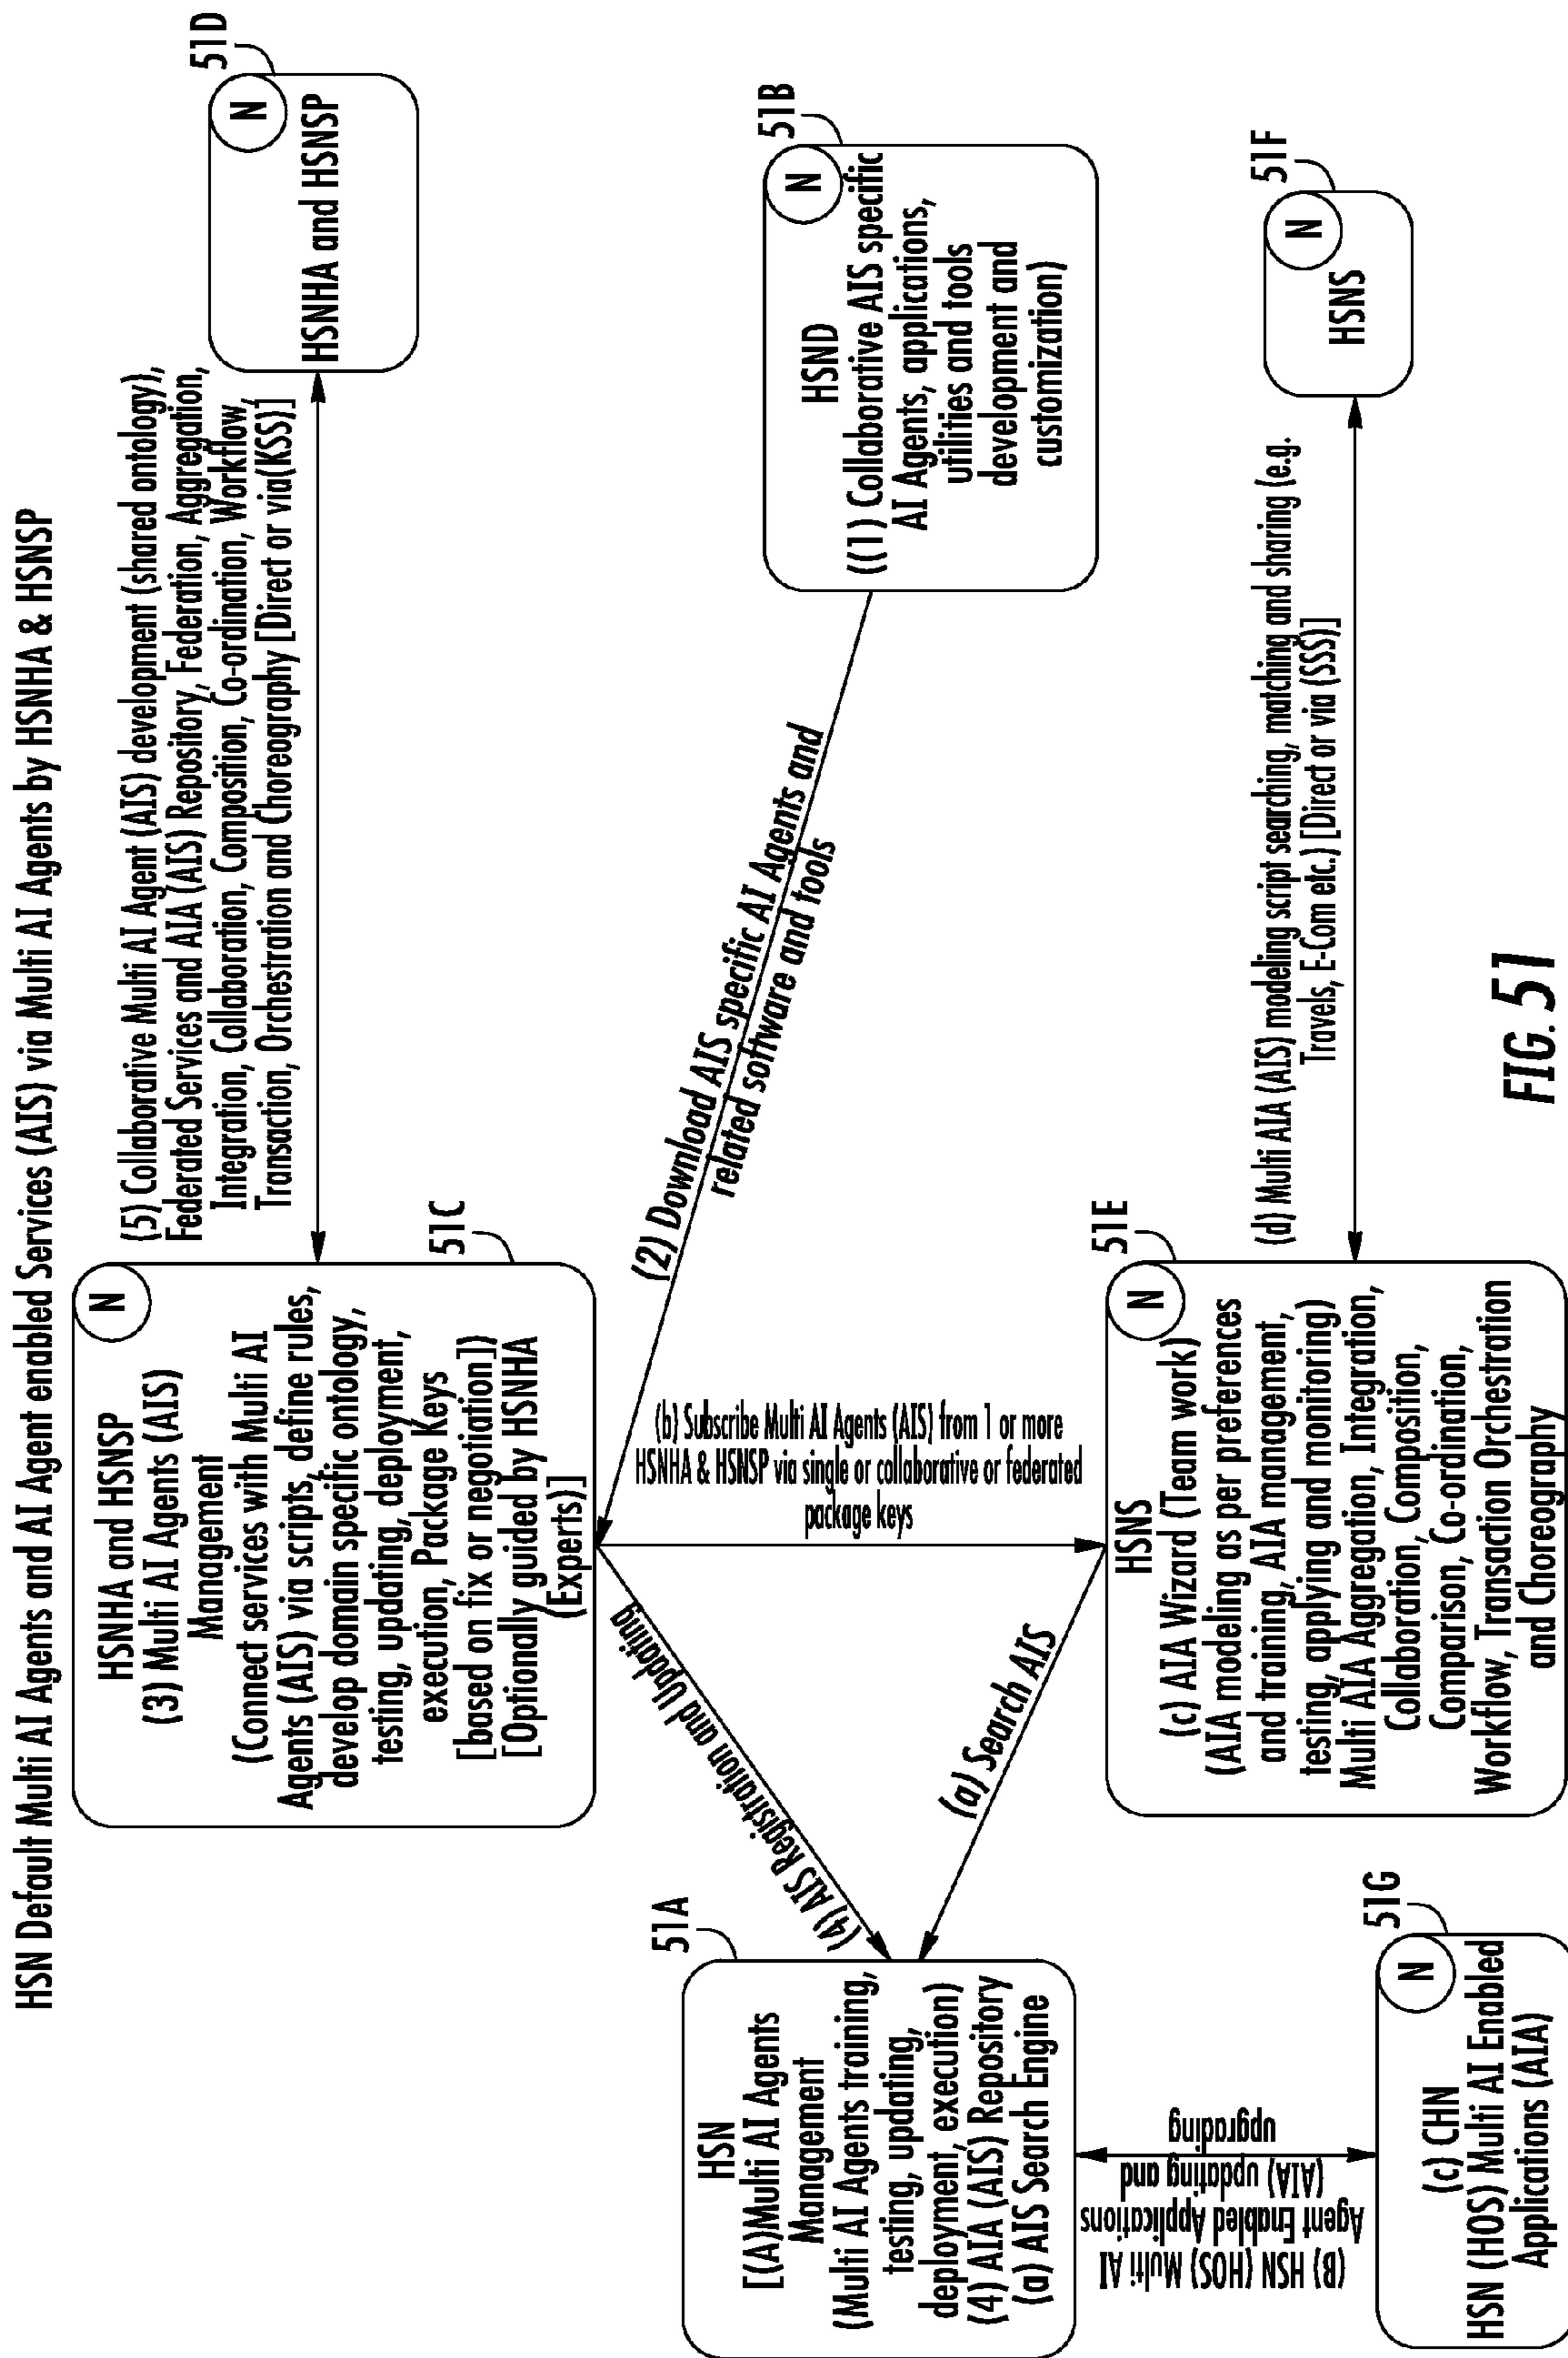 HSN Default Multi AI Agents and AI Agent enabled Services (AIS) via Multi AI Agents by HSNHA & HSNSP
HSN
[(A)Multi AI Agents
Management
(Multi AI Agents training,
testing, updating,
deployment, execution)
(4) AIA (AIS) Repository
(a) AIS Search Engine
51A
(4) AIS Registration and Updating
(a) Search AIS
(B) HSN (HOS) Multi AI
Agent Enabled Applications
(AIA) updating and
upgrading
N
51G
(c) CHN
HSN (HOS) Multi AI Enabled
Applications (AIA)
N
51C
HSNHA and HSNSP
(3) Multi AI Agents (AIS)
Management
(Connect services with Multi AI
Agents (AIS) via scripts, define rules,
develop domain specific ontology,
testing, updating, deployment,
execution, Package Keys
[based on fix or negotiation])
[Optionally guided by HSNHA
(Experts)]
(b) Subscribe Multi AI Agents (AIS) from 1 or more
HSNHA & HSNSP via single or collaborative or federated
package keys
N
51E
HSNS
(c) AIA Wizard (Team work)
(AIA modeling as per preferences
and training, AIA management,
testing, applying and monitoring)
Multi AIA Aggregation, Integration,
Collaboration, Composition,
Comparison, Co-ordination,
Workflow, Transaction Orchestration
and Choreography
(5) Collaborative Multi AI Agent (AIS) development (shared ontology),
Federated Services and AIA (AIS) Repository, Federation, Aggregation,
Integration, Collaboration, Composition, Co-ordination, Workflow,
Transaction, Orchestration and Choreography [Direct or via(KSS)]
(2) Download AIS specific AI Agents and
related software and tools
(d) Multi AIA (AIS) modeling script searching, matching and sharing (e.g.
Travels, E-Com etc.) [Direct or via (SSS)]
N
51D
HSNHA and HSNSP
N
51B
HSND
((1) Collaborative AIS specific
AI Agents, applications,
utilities and tools
development and
customization)
N
51F
HSNS
FIG. 51